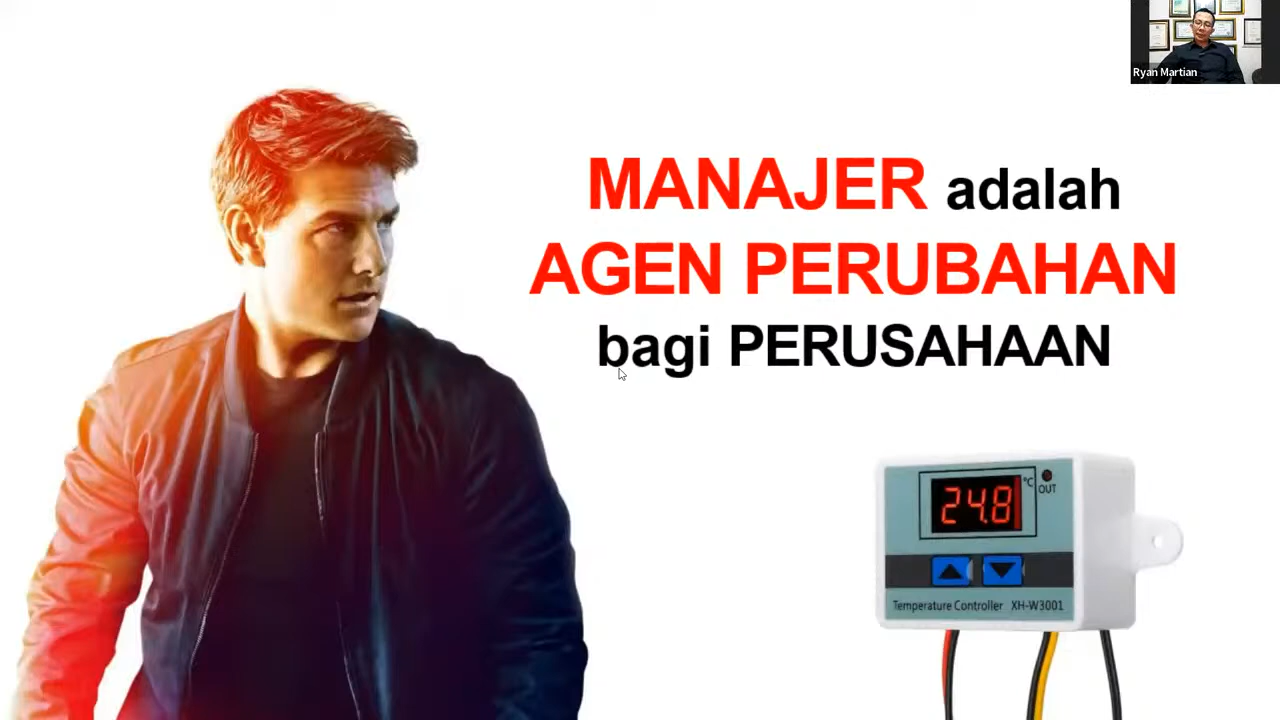 Ryan Martian
MANAJER adalah
AGEN PERUBAHAN
bagi PERUSAHAAN
24.8 °C
OUT
Temperature Controller XH-W3001